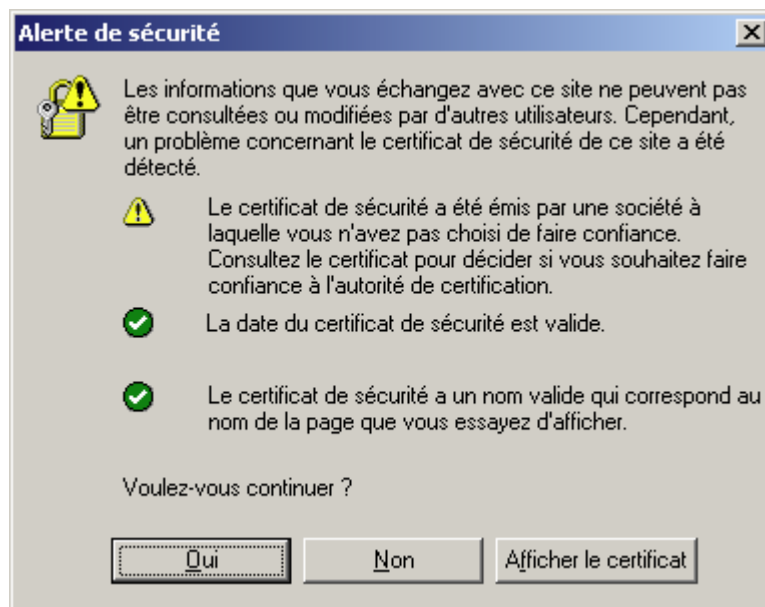 Alerte de sécurité
Les informations que vous échangez avec ce site ne peuvent pas
être consultées ou modifiées par d'autres utilisateurs. Cependant,
un problème concernant le certificat de sécurité de ce site a été
détecté.
Le certificat de sécurité a été émis par une société à
laquelle vous n'avez pas choisi de faire confiance.
Consultez le certificat pour décider si vous souhaitez faire
confiance à l'autorité de certification.
La date du certificat de sécurité est valide.
Le certificat de sécurité a un nom valide qui correspond au
nom de la page que vous essayez d'afficher.
Voulez-vous continuer ?
Oui
Non
Afficher le certificat